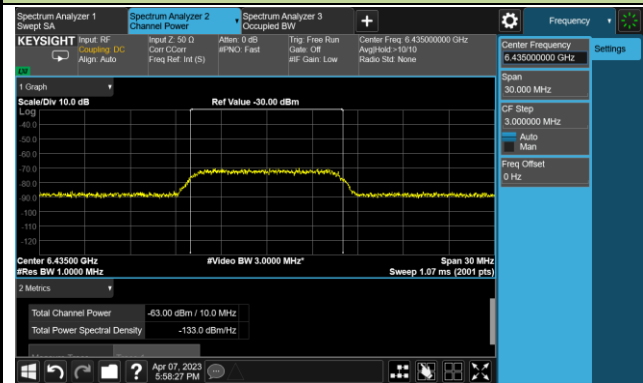 Spectrum Analyzer 1
Swept SA
Spectrum Analyzer 2
Channel Power
Spectrum Analyzer 3
Occupied BW
Frequency
KEYSIGHT
Input: RF
Coupling: DC
Align: Auto
Input Z: 50 Ω
Corr CCorr
Freq Ref: Int (S)
Atten: 0 dB
#PNO: Fast
Trig: Free Run
Gate: Off
#IF Gain: Low
Center Freq: 6.435000000 GHz
Avg|Hold:>10/10
Radio Std: None
Center Frequency
6.435000000 GHz
Settings
Span
30.000 MHz
CF Step
3.000000 MHz
Auto
Man
Freq Offset
0 Hz
1 Graph
Scale/Div 10.0 dB
Ref Value -30.00 dBm
Log
-40.0
-50.0
-60.0
-70.0
-80.0
-90.0
-100
-110
-120
Center 6.43500 GHz
#Video BW 3.0000 MHz*
Span 30 MHz
#Res BW 1.0000 MHz
Sweep 1.07 ms (2001 pts)
2 Metrics
Total Channel Power
-63.00 dBm / 10.0 MHz
Total Power Spectral Density
-133.0 dBm/Hz
?
Apr 07, 2023
5:58:27 PM